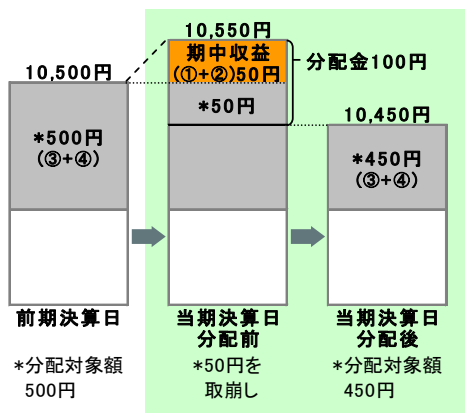 10,500円
*500円
(③+④)
前期決算日
*分配対象額
500円
10,550円
期中収益
(①+②)50円
*50円
分配金100円
当期決算日
分配前
*50円を
取崩し
10,450円
*450円
(③+④)
当期決算日
分配後
*分配対象額
450円